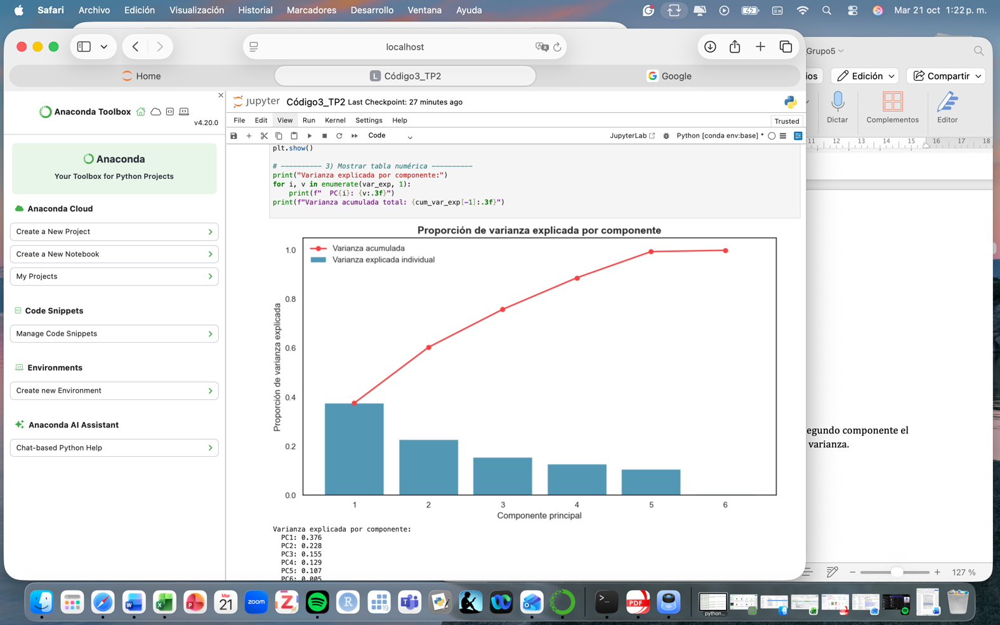 Safari Archivo Edición Visualización Historial Marcadores Desarrollo Ventana Ayuda
Mar 21 oct 1:22 p. m.
localhost
Grupo5
Home
L Código3_TP2
Google
ios
Edición
Compartir
Anaconda Toolbox
v4.20.0
jupyter Código3_TP2 Last Checkpoint: 27 minutes ago
File Edit View Run Kernel Settings Help
Trusted
Code
JupyterLab
Python [conda env:base] *
Dictar
Complementos
Editor
11 12 13 14 15 16 17 18
Anaconda
Your Toolbox for Python Projects
Anaconda Cloud
Create a New Project
Create a New Notebook
My Projects
Code Snippets
Manage Code Snippets
Environments
Create new Environment
Anaconda AI Assistant
Chat-based Python Help
plt.show()
# ---------- 3) Mostrar tabla numérica ----------
print("Varianza explicada por componente:")
for i, v in enumerate(var_exp, 1):
print(f"  PC{i}: {v:.3f}")
print(f"Varianza acumulada total: {cum_var_exp[-1]:.3f}")
Proporción de varianza explicada por componente
Varianza acumulada
Varianza explicada individual
Proporción de varianza explicada
1.0
0.8
0.6
0.4
0.2
0.0
1 2 3 4 5 6
Componente principal
Varianza explicada por componente:
PC1: 0.376
PC2: 0.228
PC3: 0.155
PC4: 0.129
PC5: 0.107
PC6: 0.005
egundo componente el
varianza.
127 %
W
X
P
Mar
21
zoom
Z
R
19
>_
PDF
python...